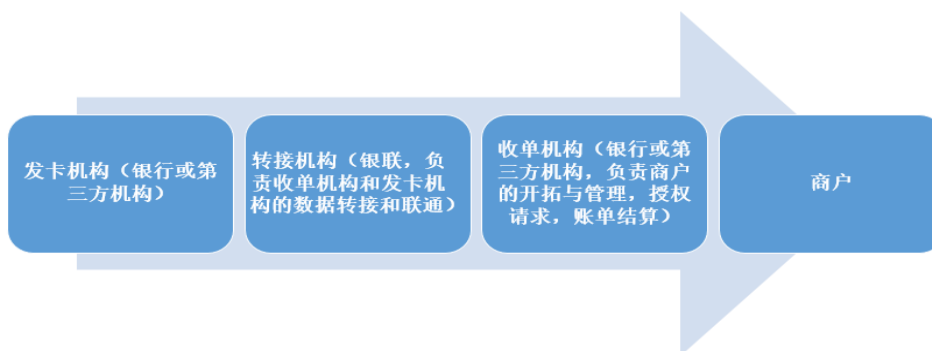 发卡机构（银行或第
三方机构）
转接机构（银联，负
责收单机构和发卡机
构的数据转接和联通）
收单机构（银行或第
三方机构，负责商户
的开拓与管理，授权
请求，账单结算）
商户